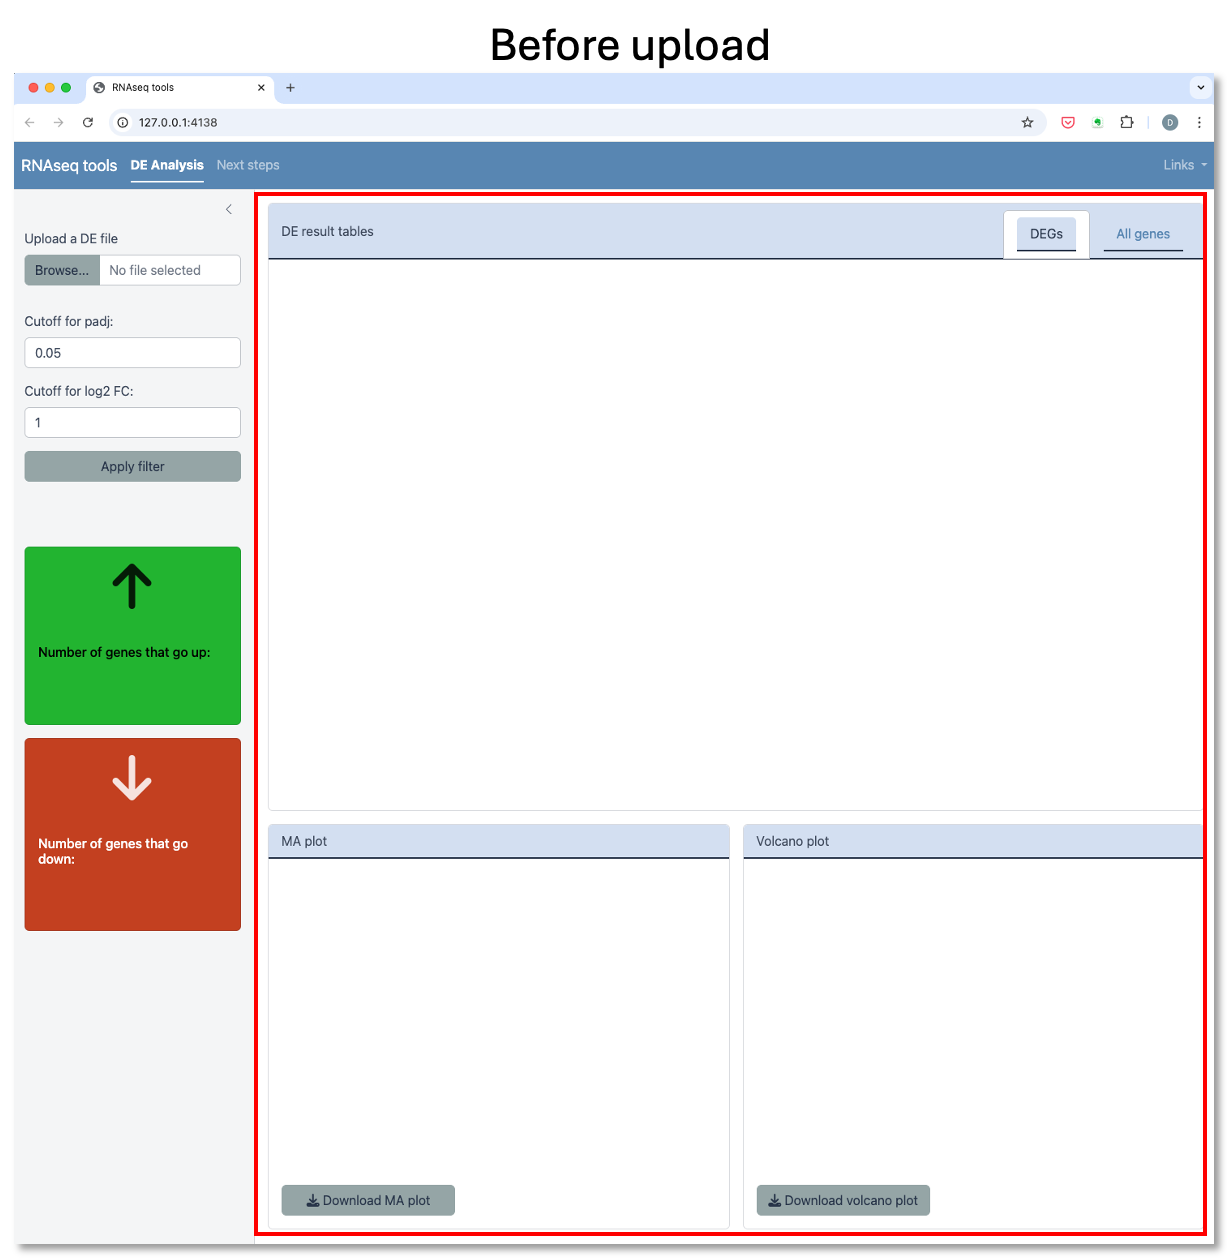 Before upload
RNAseq tools
127.0.0.1:4138
D
RNAseq tools DE Analysis Next steps Links
Upload a DE file
Browse... No file selected
Cutoff for padj:
0.05
Cutoff for log2 FC:
1
Apply filter
Number of genes that go up:
Number of genes that go
down:
DE result tables DEGs All genes
MA plot
Download MA plot
Volcano plot
Download volcano plot